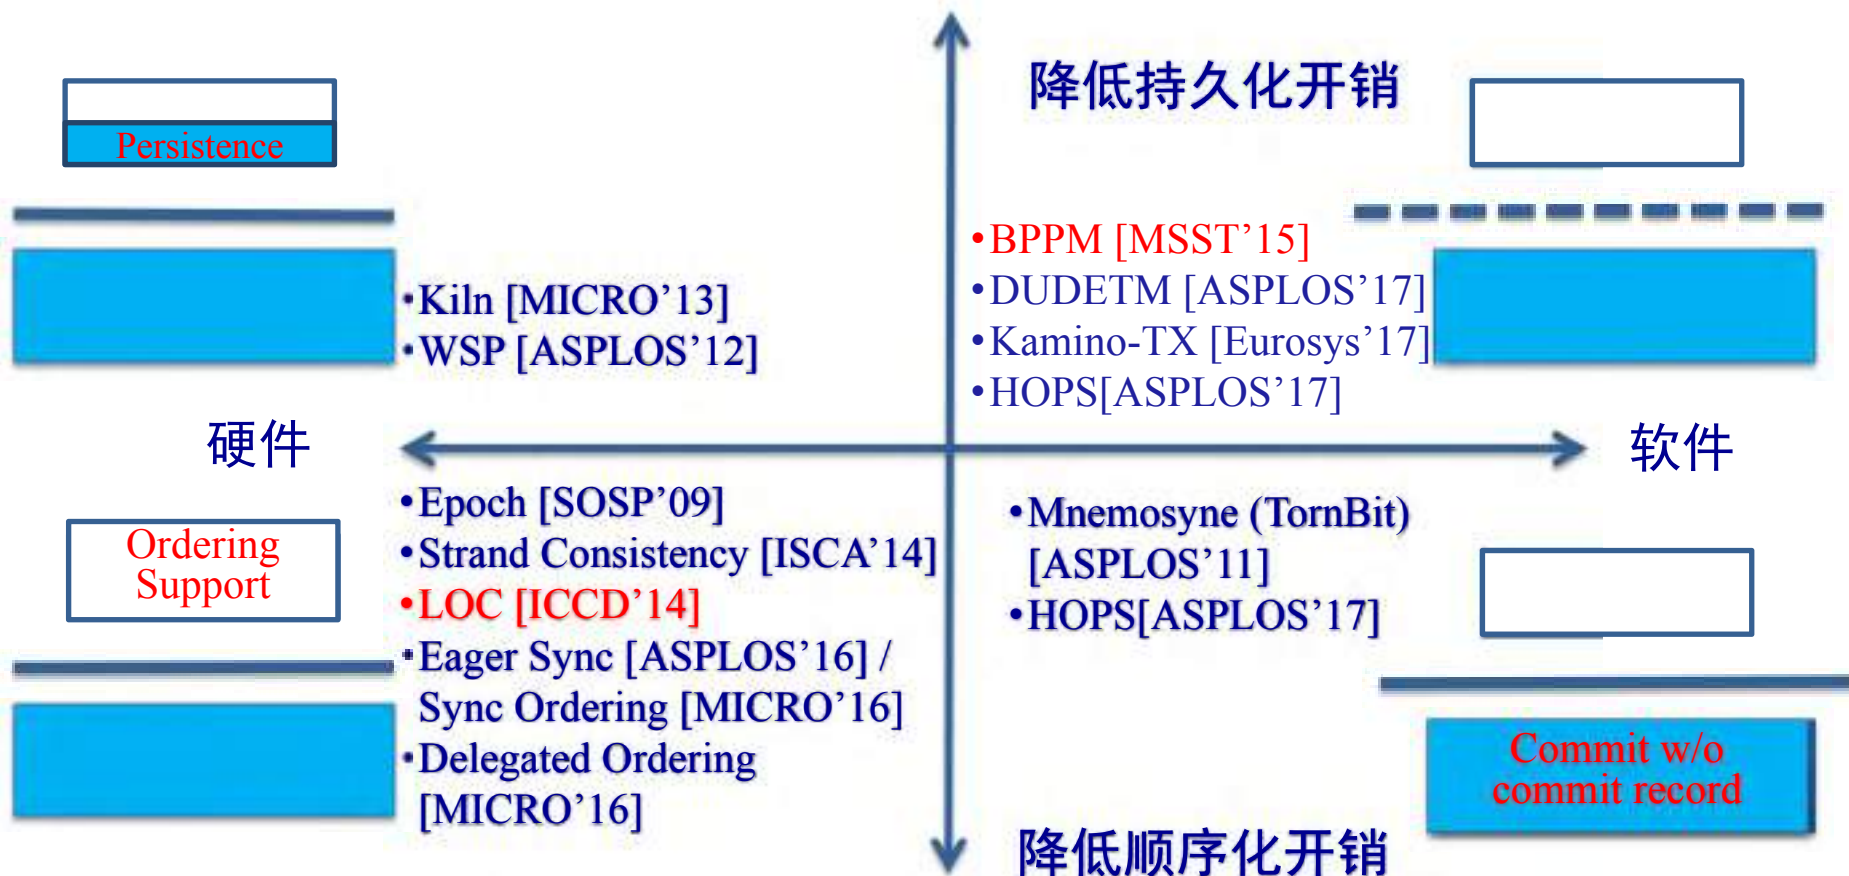 降低持久化开销
Persistence
•BPPM [MSST’15]
•DUDETM [ASPLOS’17]
•Kamino-TX [Eurosys’17]
•HOPS[ASPLOS’17]
•Kiln [MICRO’13]
•WSP [ASPLOS’12]
硬件
软件
•Epoch [SOSP’09]
•Strand Consistency [ISCA’14]
•LOC [ICCD’14]
•Eager Sync [ASPLOS’16] /
Sync Ordering [MICRO’16]
•Delegated Ordering
[MICRO’16]
Ordering
Support
•Mnemosyne (TornBit)
[ASPLOS’11]
•HOPS[ASPLOS’17]
Commit w/o
commit record
降低顺序化开销